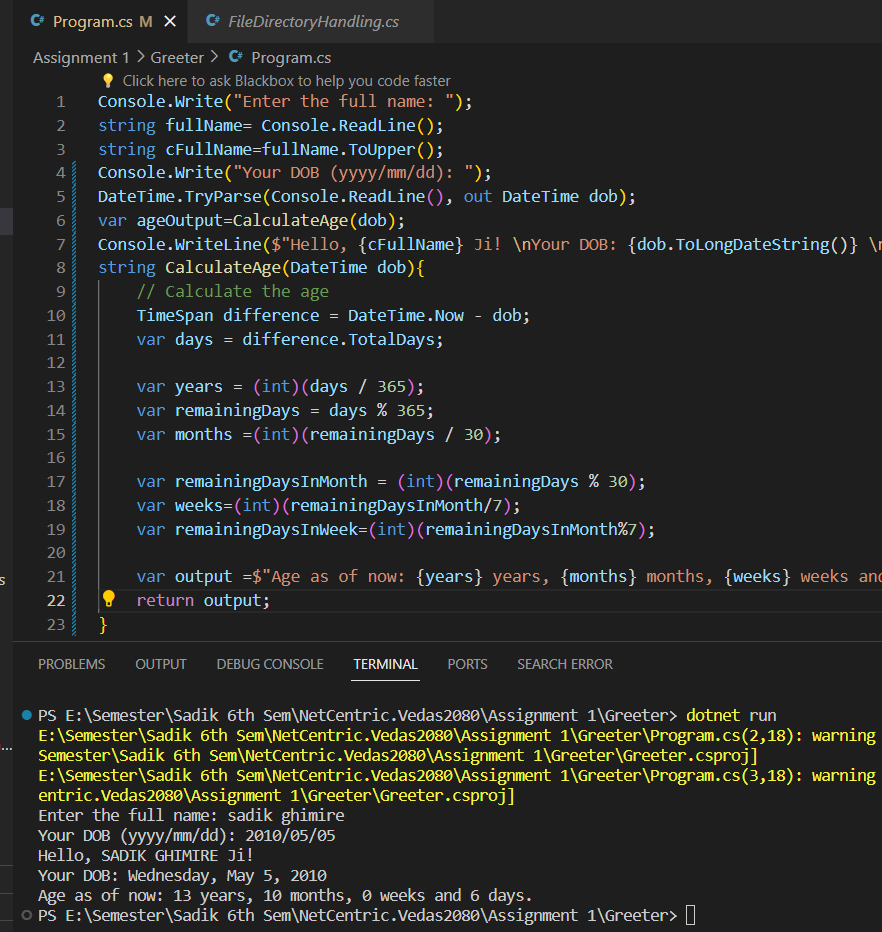 Program.cs M
FileDirectoryHandling.cs
Assignment 1 > Greeter > Program.cs
Click here to ask Blackbox to help you code faster
1 Console.Write("Enter the full name: ");
2 string fullName= Console.ReadLine();
3 string cFullName=fullName.ToUpper();
4 Console.Write("Your DOB (yyyy/mm/dd): ");
5 DateTime.TryParse(Console.ReadLine(), out DateTime dob);
6 var ageOutput=CalculateAge(dob);
7 Console.WriteLine($"Hello, {cFullName} Ji! \nYour DOB: {dob.ToLongDateString()} \n
8 string CalculateAge(DateTime dob){
9 // Calculate the age
10 TimeSpan difference = DateTime.Now - dob;
11 var days = difference.TotalDays;
12
13 var years = (int)(days / 365);
14 var remainingDays = days % 365;
15 var months =(int)(remainingDays / 30);
16
17 var remainingDaysInMonth = (int)(remainingDays % 30);
18 var weeks=(int)(remainingDaysInMonth/7);
19 var remainingDaysInWeek=(int)(remainingDaysInMonth%7);
20
21 var output =$"Age as of now: {years} years, {months} months, {weeks} weeks and
22 return output;
23 }
PROBLEMS OUTPUT DEBUG CONSOLE TERMINAL PORTS SEARCH ERROR
PS E:\Semester\Sadik 6th Sem\NetCentric.Vedas2080\Assignment 1\Greeter> dotnet run
E:\Semester\Sadik 6th Sem\NetCentric.Vedas2080\Assignment 1\Greeter\Program.cs(2,18): warning
Semester\Sadik 6th Sem\NetCentric.Vedas2080\Assignment 1\Greeter\Greeter.csproj]
E:\Semester\Sadik 6th Sem\NetCentric.Vedas2080\Assignment 1\Greeter\Program.cs(3,18): warning
entric.Vedas2080\Assignment 1\Greeter\Greeter.csproj]
Enter the full name: sadik ghimire
Your DOB (yyyy/mm/dd): 2010/05/05
Hello, SADIK GHIMIRE Ji!
Your DOB: Wednesday, May 5, 2010
Age as of now: 13 years, 10 months, 0 weeks and 6 days.
PS E:\Semester\Sadik 6th Sem\NetCentric.Vedas2080\Assignment 1\Greeter>